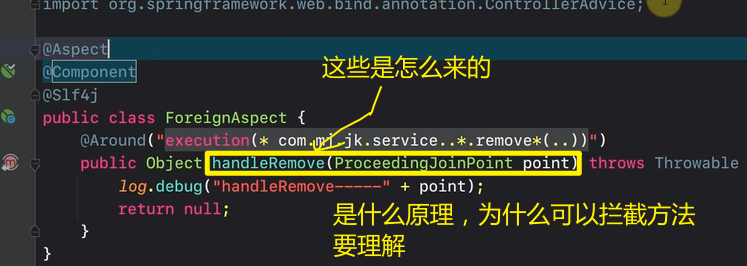 import org.springframework.web.bind.annotation.ControllerAdvice;
@Aspect
这些是怎么来的
@Component
@Slf4j
public class ForeignAspect {
@Around("execution(* com.mj.jk.service..*.remove*(..))")
public Object handleRemove(ProceedingJoinPoint point) throws Throwable
log.debug("handleRemove-----" + point);
return null;
是什么原理，为什么可以拦截方法
要理解
}
}